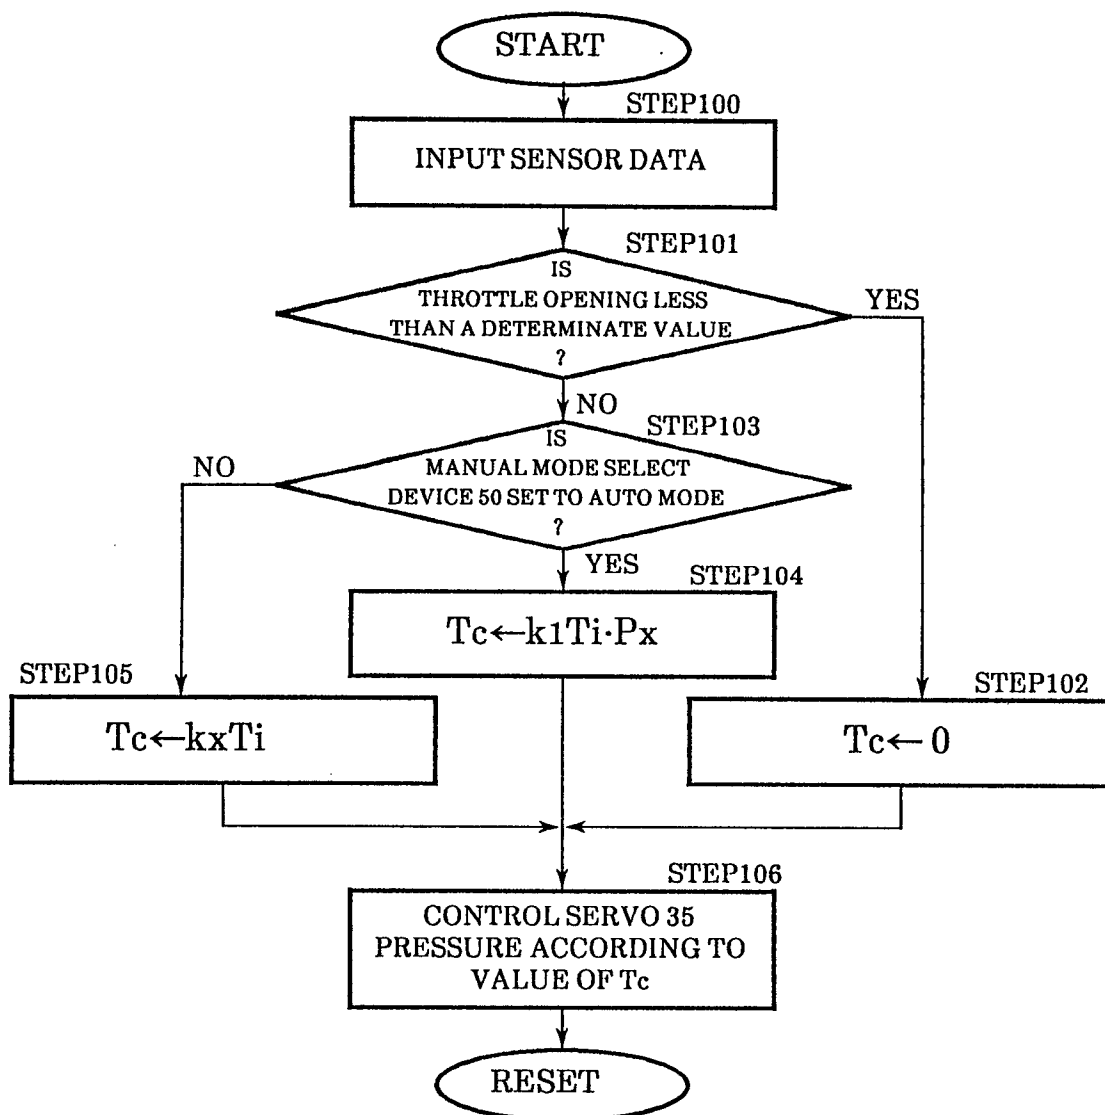 START
STEP100
INPUT SENSOR DATA
STEP101
IS
THROTTLE OPENING LESS
THAN A DETERMINATE VALUE
?
YES
NO
STEP103
IS
MANUAL MODE SELECT
DEVICE 50 SET TO AUTO MODE
?
NO
YES
STEP104
Tc←k1Ti·Px
STEP105
Tc←kxTi
STEP102
Tc←0
STEP106
CONTROL SERVO 35
PRESSURE ACCORDING TO
VALUE OF Tc
RESET